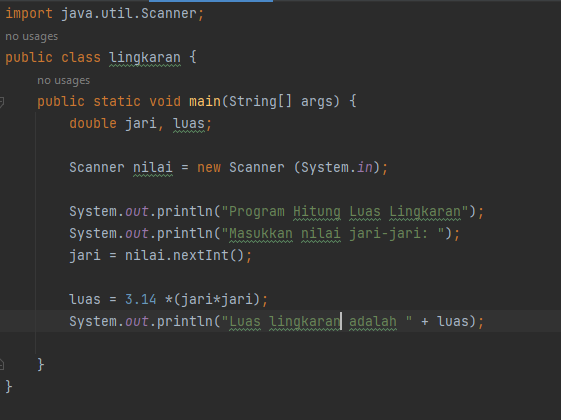 import java.util.Scanner;
no usages
public class lingkaran {
no usages
public static void main(String[] args) {
double jari, luas;
Scanner nilai = new Scanner (System.in);
System.out.println("Program Hitung Luas Lingkaran");
System.out.println("Masukkan nilai jari-jari: ");
jari = nilai.nextInt();
luas = 3.14 *(jari*jari);
System.out.println("Luas lingkaran adalah " + luas);
}
}